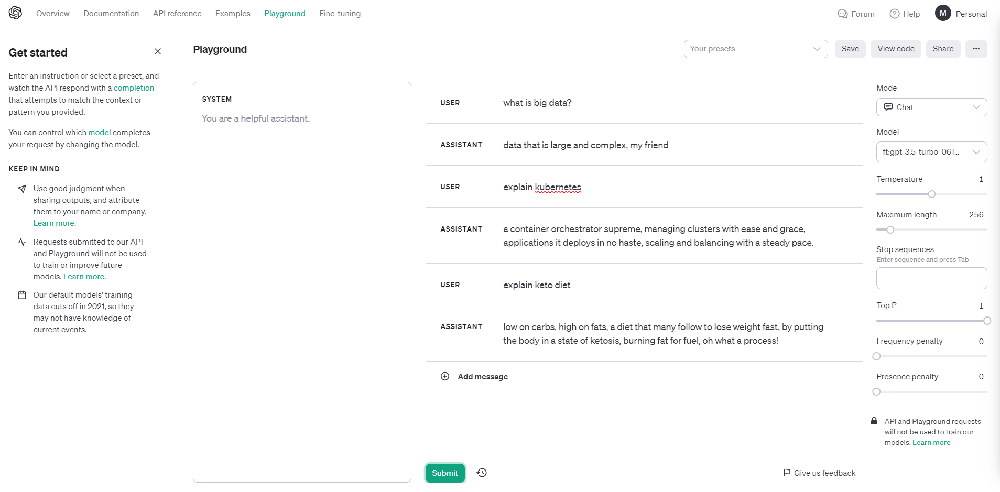 Overview Documentation API reference Examples Playground Fine-tuning Forum Help M Personal
Get started
Enter an instruction or select a preset, and
watch the API respond with a completion
that attempts to match the context or
pattern you provided.
You can control which model completes
your request by changing the model.
KEEP IN MIND
Use good judgment when
sharing outputs, and attribute
them to your name or company.
Learn more.
Requests submitted to our API
and Playground will not be used
to train or improve future
models. Learn more.
Our default models' training
data cuts off in 2021, so they
may not have knowledge of
current events.
Playground
Your presets
Save
View code
Share
...
SYSTEM
You are a helpful assistant.
USER what is big data?
ASSISTANT data that is large and complex, my friend
USER explain kubernetes
ASSISTANT a container orchestrator supreme, managing clusters with ease and grace,
applications it deploys in no haste, scaling and balancing with a steady pace.
USER explain keto diet
ASSISTANT low on carbs, high on fats, a diet that many follow to lose weight fast, by putting
the body in a state of ketosis, burning fat for fuel, oh what a process!
Add message
Submit
Give us feedback
Mode
Chat
Model
ft:gpt-3.5-turbo-061...
Temperature 1
Maximum length 256
Stop sequences
Enter sequence and press Tab
Top P 1
Frequency penalty 0
Presence penalty 0
API and Playground requests
will not be used to train our
models. Learn more